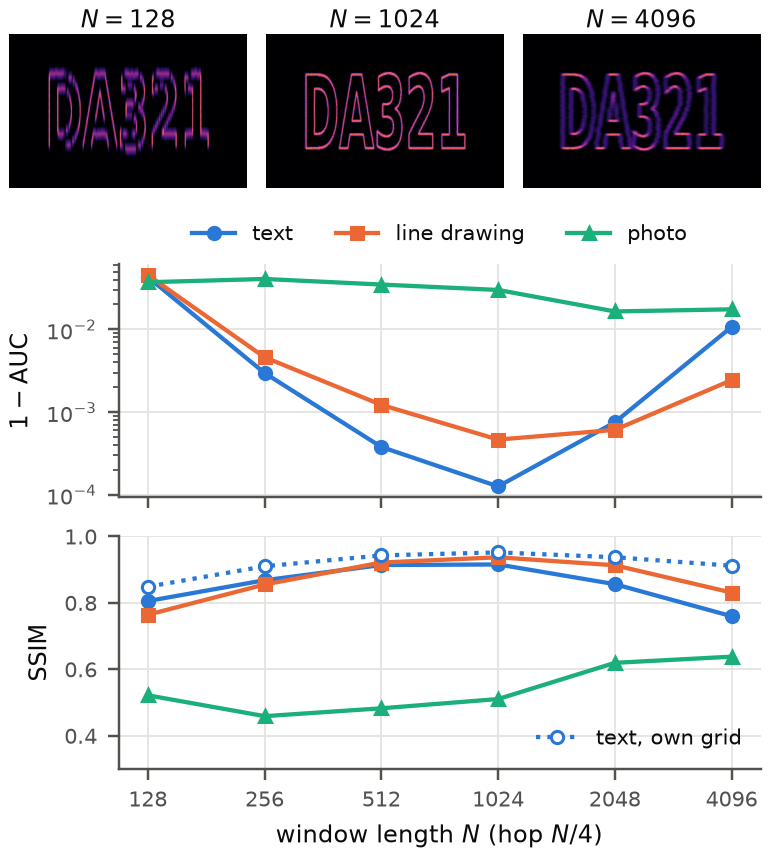 N = 128 N = 1024 N = 4096
DA321 DA321 DA321
text line drawing photo
1 − AUC
10⁻²
10⁻³
10⁻⁴
SSIM
1.0
0.8
0.6
0.4
text, own grid
128 256 512 1024 2048 4096
window length N (hop N/4)